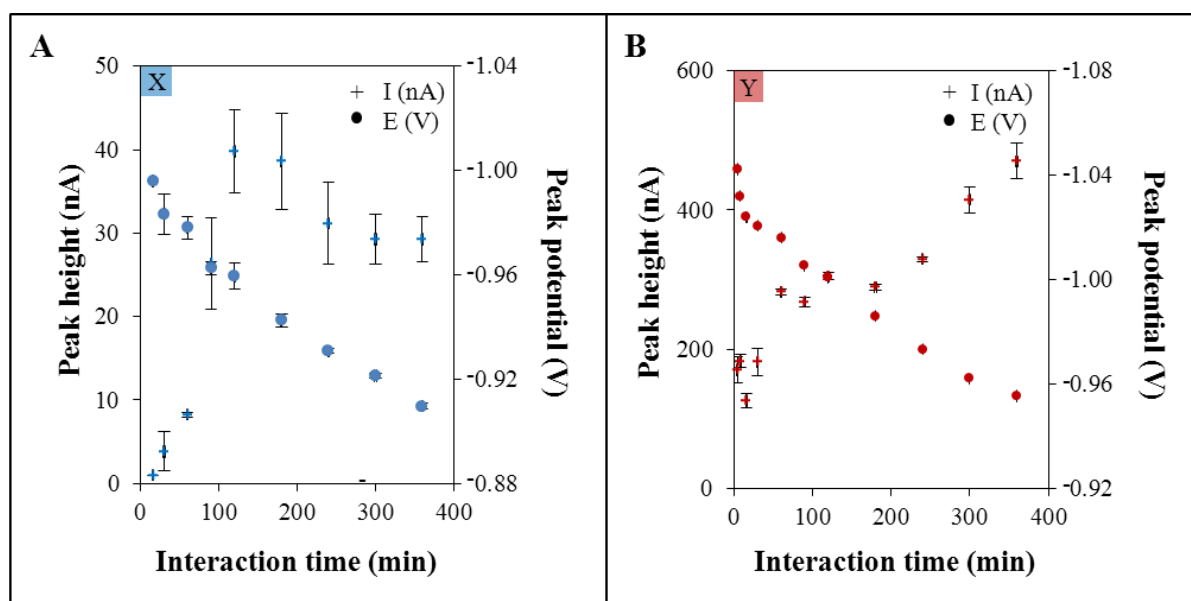 A
X
+ I (nA)
● E (V)
50
40
30
20
10
0
Peak height (nA)
-1.04
-1.00
-0.96
-0.92
-0.88
Peak potential (V)
0 100 200 300 400
Interaction time (min)
B
Y
+ I (nA)
● E (V)
600
400
200
0
Peak height (nA)
-1.08
-1.04
-1.00
-0.96
-0.92
Peak potential (V)
0 100 200 300 400
Interaction time (min)